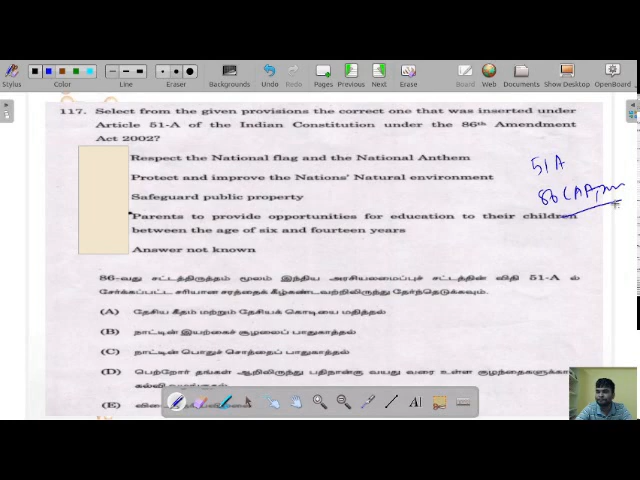 Stylus
Color
Line
Eraser
Backgrounds
Undo
Redo
Pages
Previous
Next
Erase
Board
Web
Documents
Show Desktop
OpenBoard
117. Select from the given provisions the correct one that was inserted under
Article 51-A of the Indian Constitution under the 86th Amendment
Act 2002?
Respect the National flag and the National Anthem
Protect and improve the Nations' Natural environment
Safeguard public property
Parents to provide opportunities for education to their children
between the age of six and fourteen years
Answer not known
51A
86
86-வது சட்டத்திருத்தம் மூலம் இந்திய அரசியலமைப்புச் சட்டத்தின் விதி 51-A ல்
சேர்க்கப்பட்ட சரியான சரத்தைக் கீழ்கண்டவற்றிலிருந்து தேர்ந்தெடுக்கவும்.
(A) தேசிய கீதம் மற்றும் தேசியக் கொடியை மதித்தல்
(B) நாட்டின் இயற்கைச் சூழலைப் பாதுகாத்தல்
(C) நாட்டின் பொதுச் சொத்தைப் பாதுகாத்தல்
(D) பெற்றோர் தங்கள் ஆறிலிருந்து பதினான்கு வயது வரை உள்ள குழந்தைகளுக்கா
கல்வி
(E)